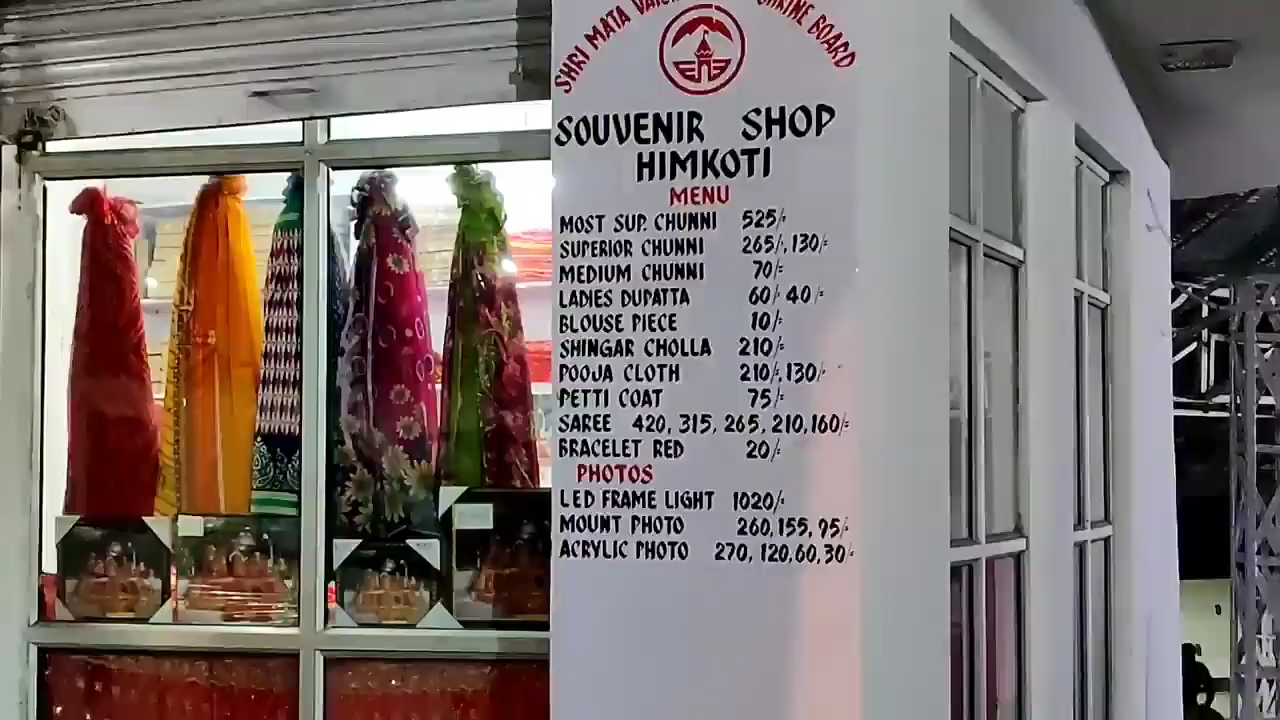 SHRI MATA SHRINE BOARD
SOUVENIR SHOP
HIMKOTI
MENU
MOST SUP. CHUNNI 525/=
SUPERIOR CHUNNI 265/, 130/=
MEDIUM CHUNNI 70/=
LADIES DUPATTA 60/= 40/=
BLOUSE PIECE 10/=
SHINGAR CHOLLA 210/=
POOJA CLOTH 210/=, 130/=
PETTI COAT 75/=
SAREE 420, 315, 265, 210, 160/=
BRACELET RED 20/=
PHOTOS
LED FRAME LIGHT 1020/=
MOUNT PHOTO 260, 155, 95/=
ACRYLIC PHOTO 270, 120, 60, 30/=